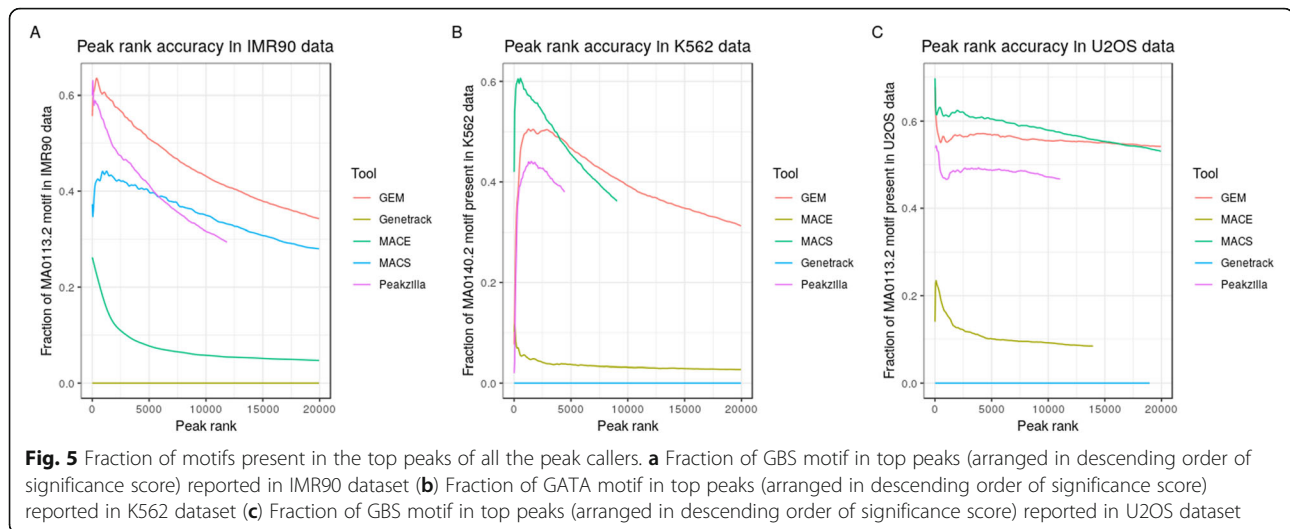 A
Peak rank accuracy in IMR90 data
Fraction of MA0113.2 motif in IMR90 data
0.6
0.4
0.2
0.0
0
5000
10000
15000
20000
Peak rank
Tool
GEM
Genetrack
MACE
MACS
Peakzilla
B
Peak rank accuracy in K562 data
Fraction of MA0140.2 motif present in K562 data
0.6
0.4
0.2
0.0
0
5000
10000
15000
20000
Peak rank
Tool
GEM
MACE
MACS
Genetrack
Peakzilla
C
Peak rank accuracy in U2OS data
Fraction of MA0113.2 motif present in U2OS data
0.6
0.4
0.2
0.0
0
5000
10000
15000
20000
Peak rank
Tool
GEM
MACE
MACS
Genetrack
Peakzilla
Fig. 5 Fraction of motifs present in the top peaks of all the peak callers. a Fraction of GBS motif in top peaks (arranged in descending order of
significance score) reported in IMR90 dataset (b) Fraction of GATA motif in top peaks (arranged in descending order of significance score)
reported in K562 dataset (c) Fraction of GBS motif in top peaks (arranged in descending order of significance score) reported in U2OS dataset